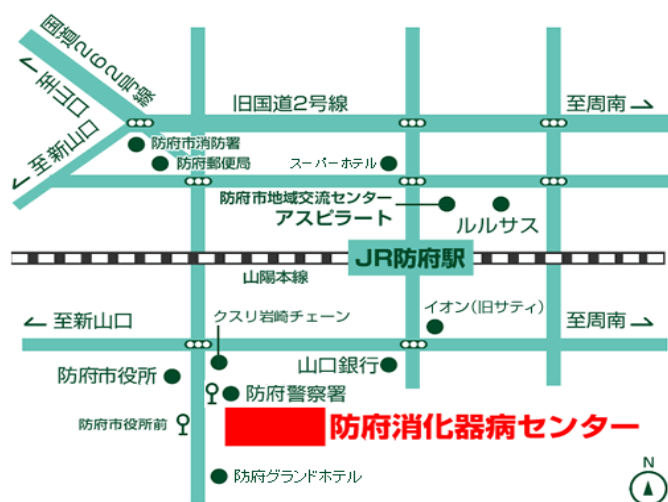 国道262号線
至山口
至新山口
旧国道2号線
至周南
防府市消防署
防府郵便局
スーパーホテル
防府市地域交流センター
アスピラート
ルルサス
JR防府駅
山陽本線
至新山口
クスリ岩崎チェーン
イオン(旧サティ)
至周南
防府市役所
山口銀行
防府警察署
防府市役所前
防府消化器病センター
防府グランドホテル
N